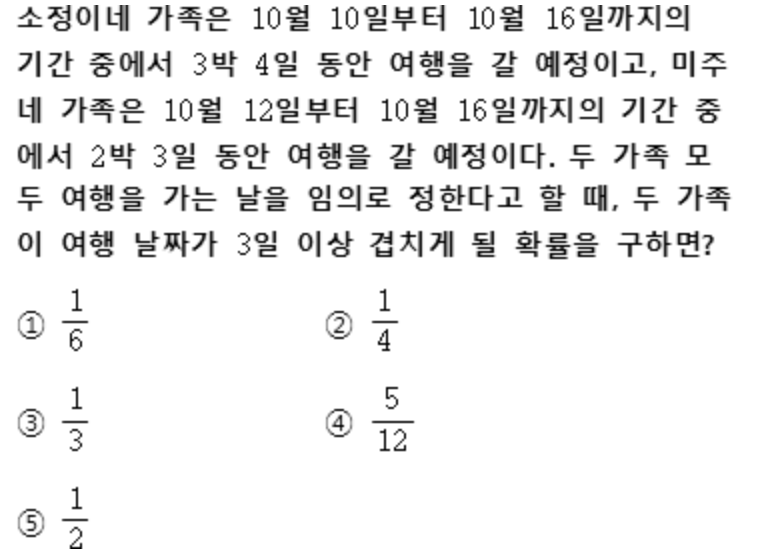 소정이네 가족은 10월 10일부터 10월 16일까지의
기간 중에서 3박 4일 동안 여행을 갈 예정이고, 미주
네 가족은 10월 12일부터 10월 16일까지의 기간 중
에서 2박 3일 동안 여행을 갈 예정이다. 두 가족 모
두 여행을 가는 날을 임의로 정한다고 할 때, 두 가족
이 여행 날짜가 3일 이상 겹치게 될 확률을 구하면?
① 1/6 ② 1/4
③ 1/3 ④ 5/12
⑤ 1/2